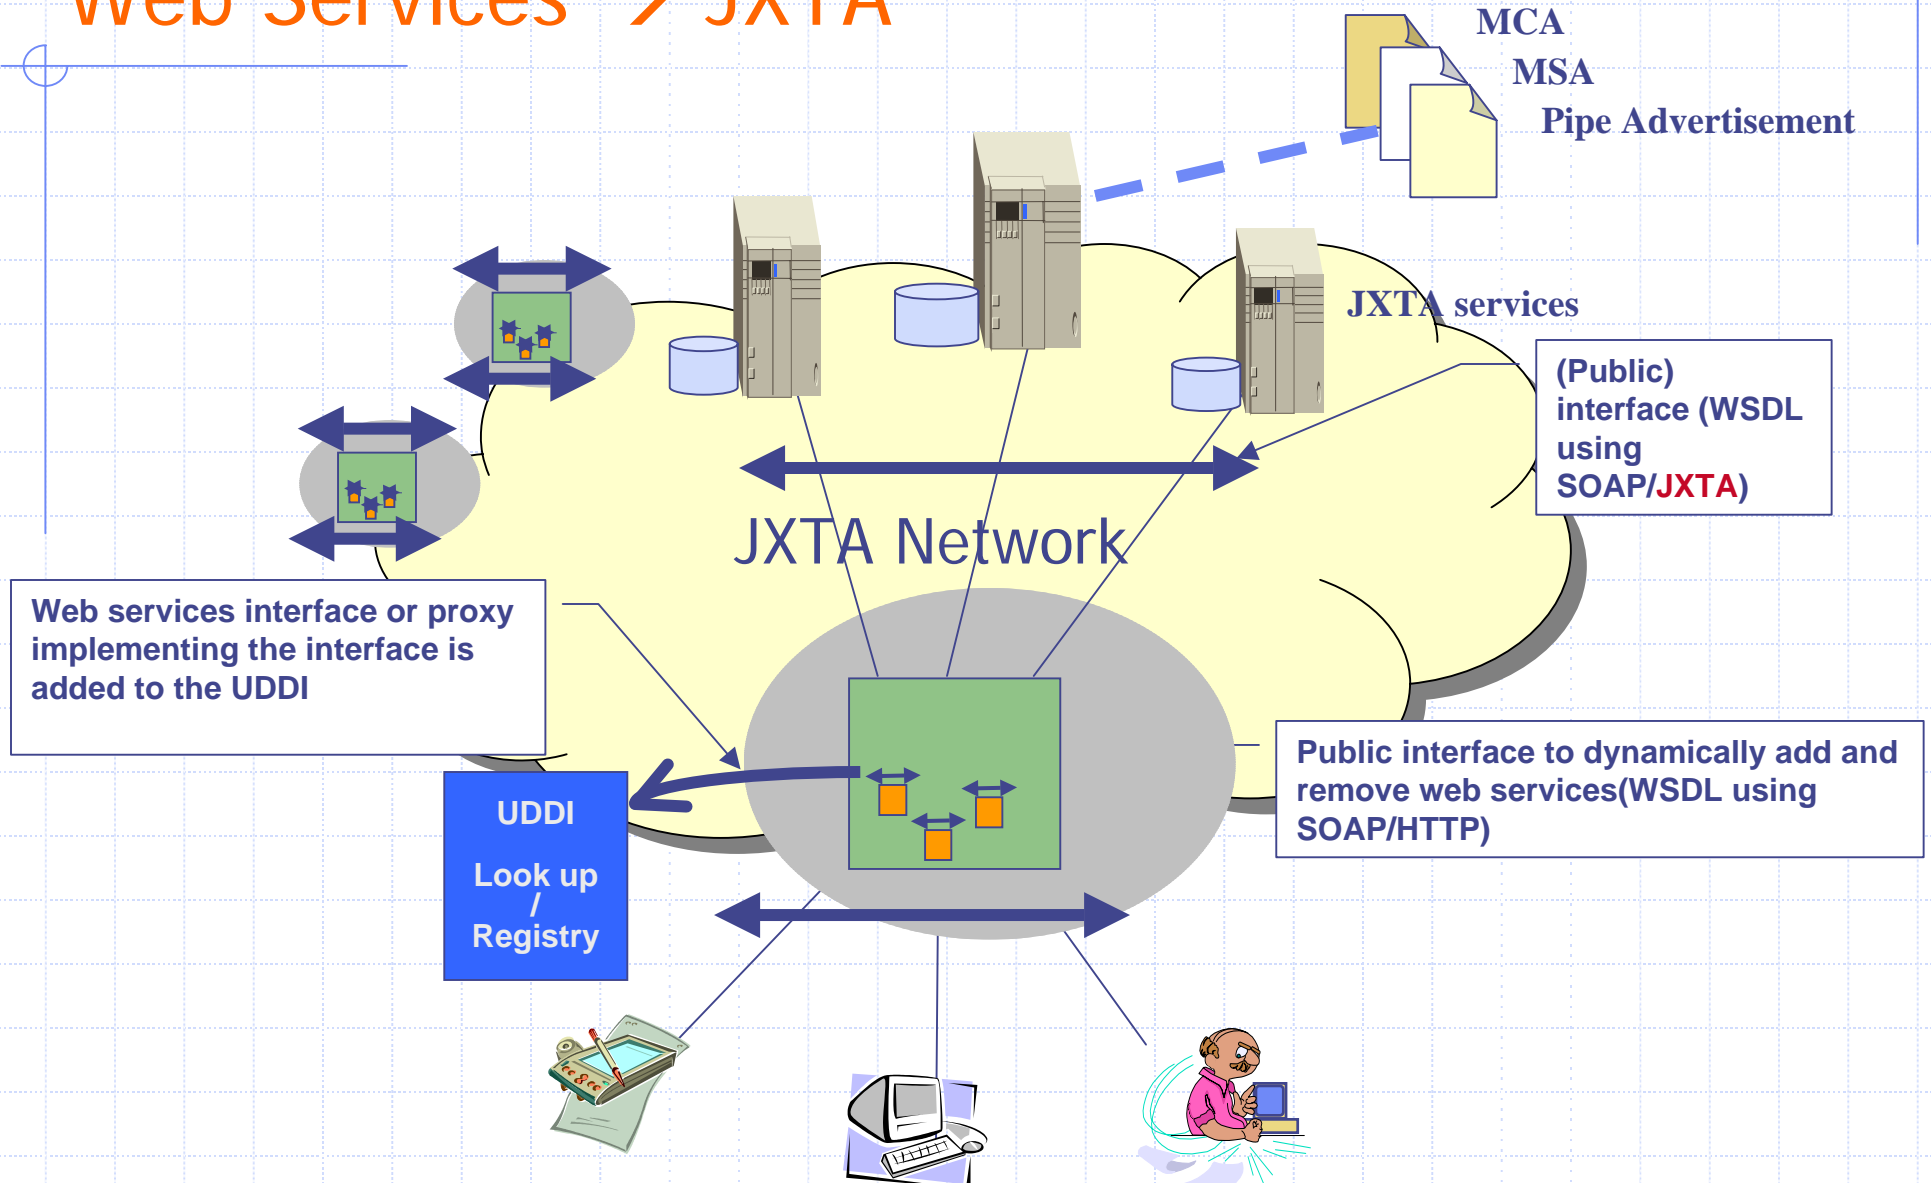 Web Services → JXTA
MCA
MSA
Pipe Advertisement
JXTA services
(Public)
interface (WSDL
using
SOAP/JXTA)
JXTA Network
Web services interface or proxy
implementing the interface is
added to the UDDI
Public interface to dynamically add and
remove web services(WSDL using
SOAP/HTTP)
UDDI
Look up
/
Registry